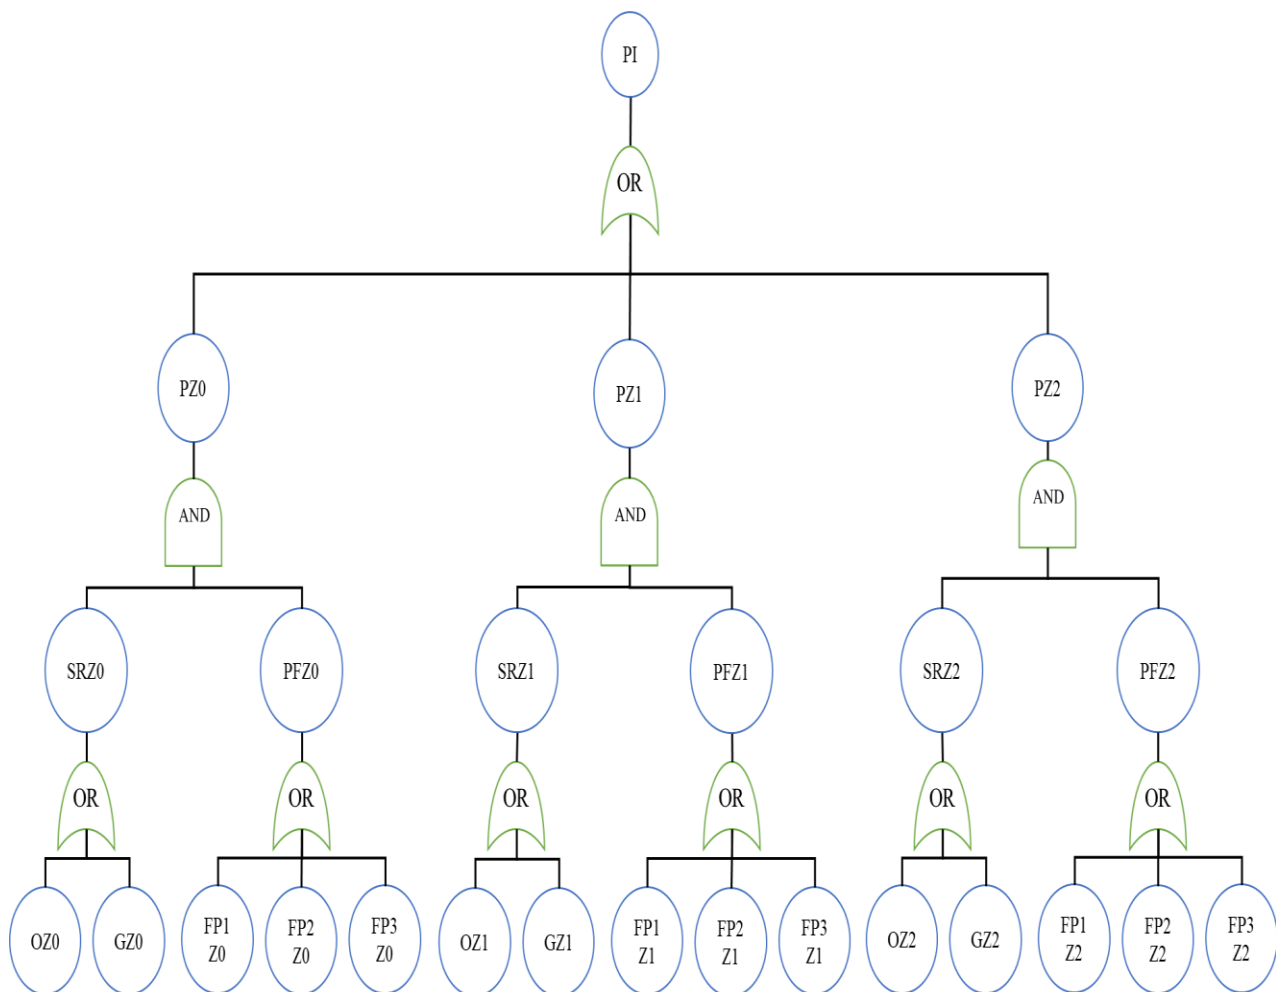 PI
OR
PZ0
PZ1
PZ2
AND
AND
AND
SRZ0
PFZ0
SRZ1
PFZ1
SRZ2
PFZ2
OR
OR
OR
OR
OR
OR
OZ0
GZ0
FP1
Z0
FP2
Z0
FP3
Z0
OZ1
GZ1
FP1
Z1
FP2
Z1
FP3
Z1
OZ2
GZ2
FP1
Z2
FP2
Z2
FP3
Z2